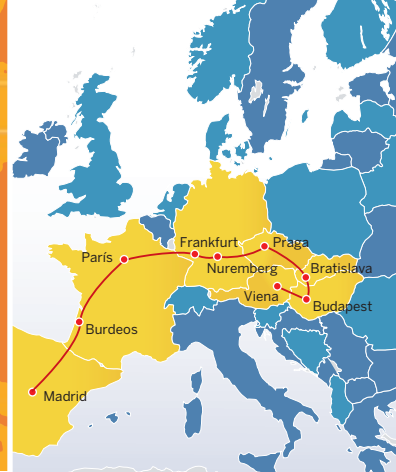 Frankfurt
Praga
París
Nuremberg
Bratislava
Viena
Budapest
Burdeos
Madrid